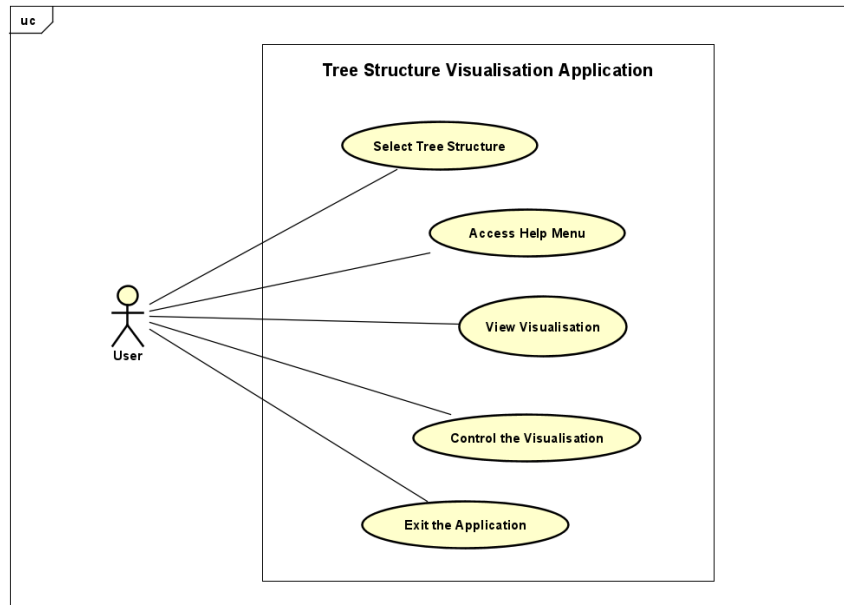 uc
Tree Structure Visualisation Application
Select Tree Structure
Access Help Menu
View Visualisation
User
Control the Visualisation
Exit the Application